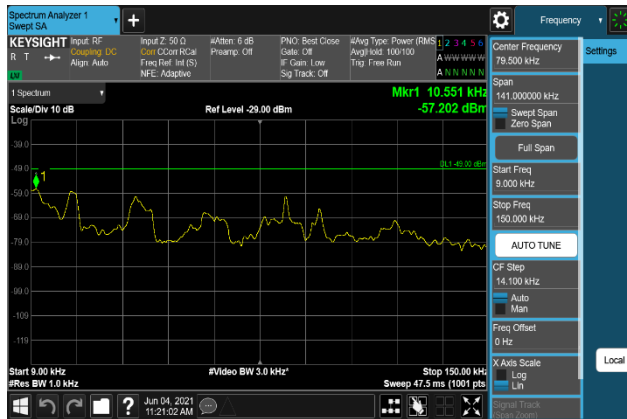 Spectrum Analyzer 1
Swept SA
+
Frequency
KEYSIGHT
R T
Input: RF
Coupling: DC
Align: Auto
Input Z: 50 Ω
Corr CCorr RCal
Freq Ref: Int (S)
NFE: Adaptive
#Atten: 6 dB
Preamp: Off
PNO: Best Close
Gate: Off
IF Gain: Low
Sig Track: Off
#Avg Type: Power (RMS
Avg|Hold: 100/100
Trig: Free Run
1 2 3 4 5 6
A W W W W W
A N N N N N
1 Spectrum
Scale/Div 10 dB
Log
Ref Level -29.00 dBm
Mkr1 10.551 kHz
-57.202 dBm
DL1 -49.00 dBm
1
-39.0
-49.0
-59.0
-69.0
-79.0
-89.0
-99.0
-109
-119
Start 9.00 kHz
#Res BW 1.0 kHz
#Video BW 3.0 kHz*
Stop 150.00 kHz
Sweep 47.5 ms (1001 pts
Center Frequency
79.500 kHz
Settings
Span
141.000000 kHz
Swept Span
Zero Span
Full Span
Start Freq
9.000 kHz
Stop Freq
150.000 kHz
AUTO TUNE
CF Step
14.100 kHz
Auto
Man
Freq Offset
0 Hz
X Axis Scale
Log
Lin
Local
Signal Track
(Span Zoom)
?
Jun 04, 2021
11:21:02 AM